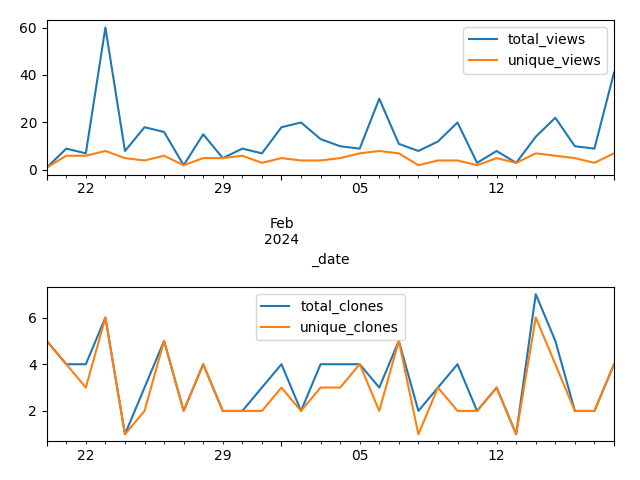 60
40
20
0
total_views
unique_views
22
29
05
12
Feb
2024
_date
6
4
2
total_clones
unique_clones
22
29
05
12